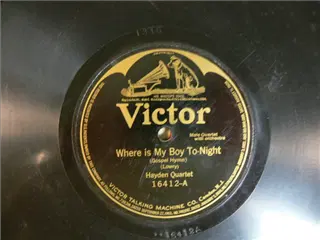 Victor
Male Quartet
with orchestra
Where is My Boy To-Night
(Gospel Hymn)
(Lowry)
Hayden Quartet
16412-A
VICTOR TALKING MACHINE CO. Camden, N.J.